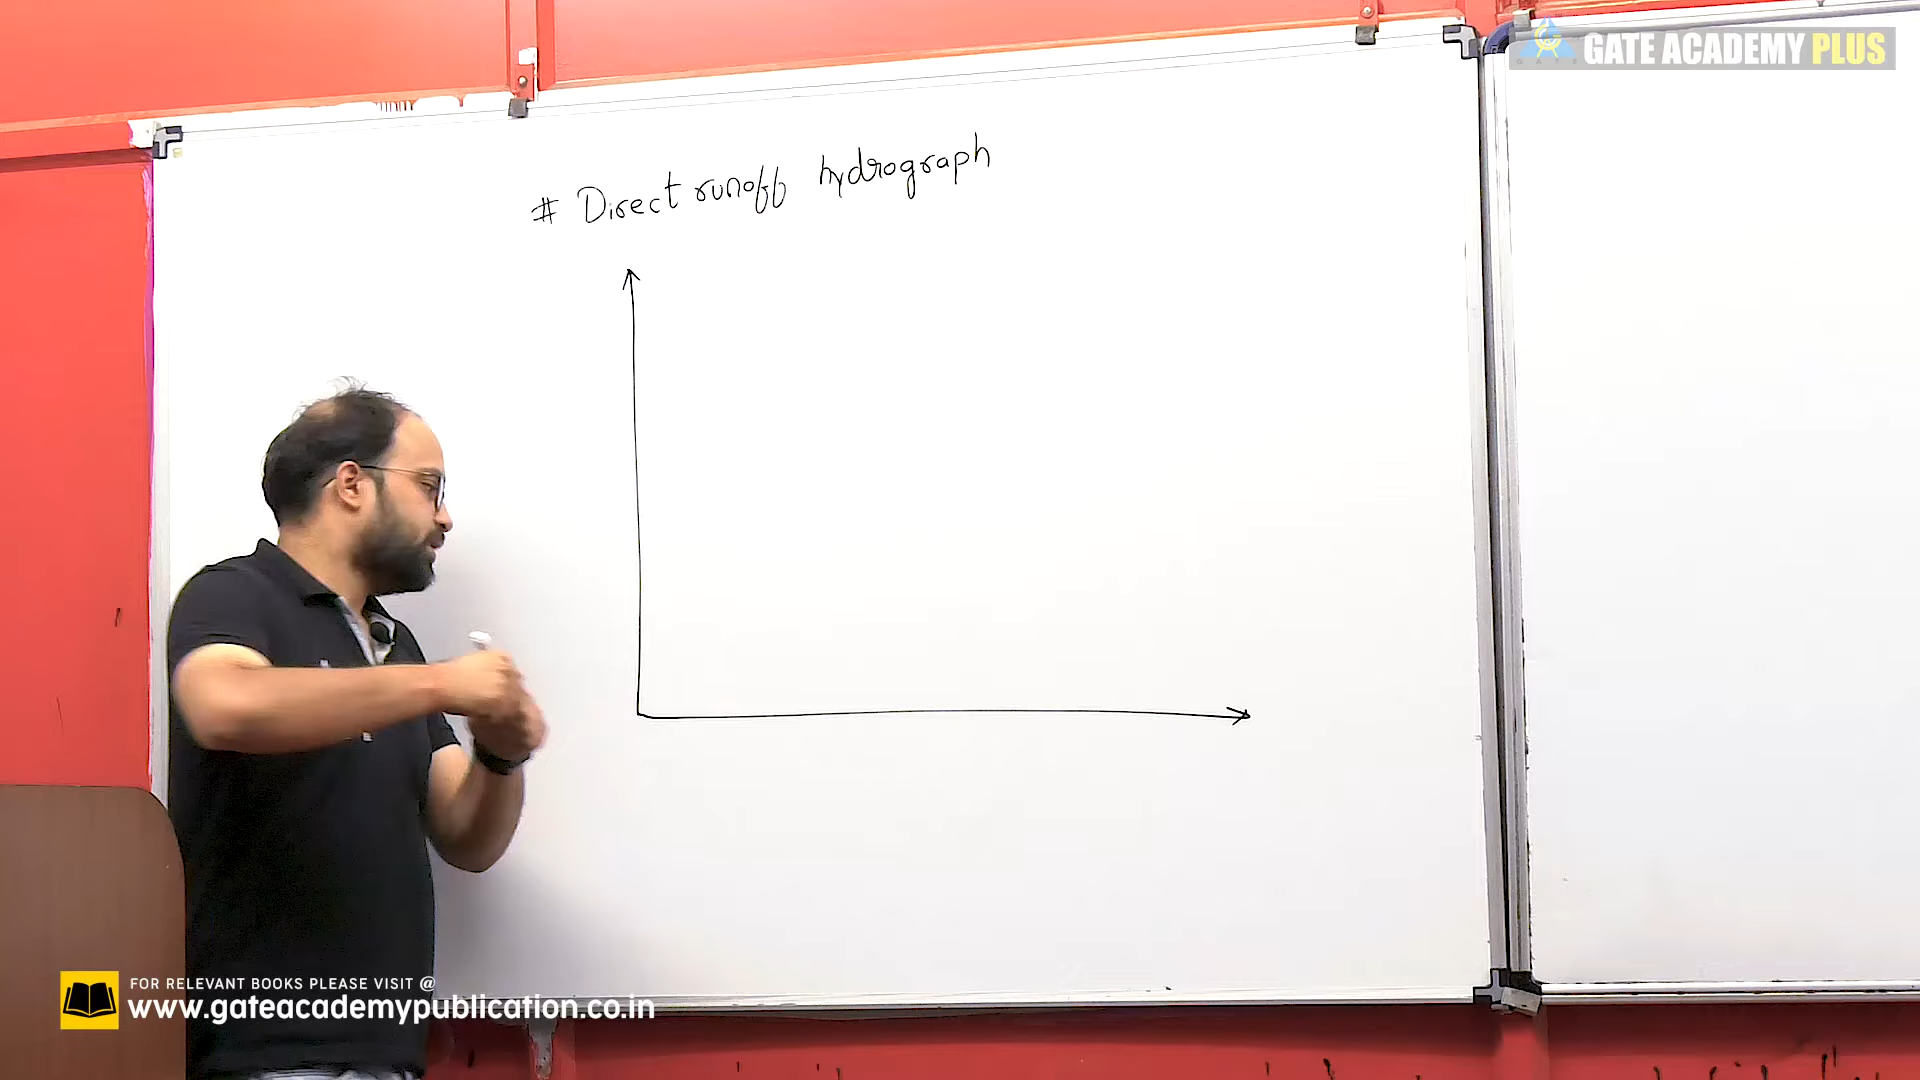 GATE ACADEMY PLUS
# Direct runoff hydrograph
FOR RELEVANT BOOKS PLEASE VISIT @
www.gateacademypublication.co.in